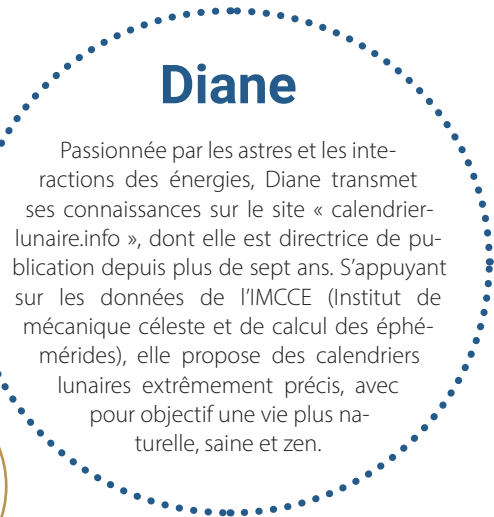 Diane
Passionnée par les astres et les inte-
ractions des énergies, Diane transmet
ses connaissances sur le site « calendrier-
lunaire.info », dont elle est directrice de pu-
blication depuis plus de sept ans. S’appuyant
sur les données de l’IMCCE (Institut de
mécanique céleste et de calcul des éphé-
mérides), elle propose des calendriers
lunaires extrêmement précis, avec
pour objectif une vie plus na-
turelle, saine et zen.